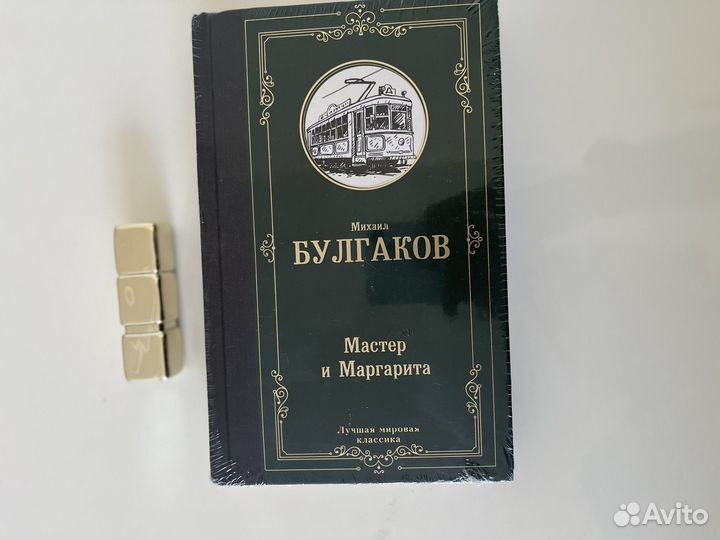 Михаил
БУЛГАКОВ
Мастер
и Маргарита
Лучшая мировая
классика
Avito